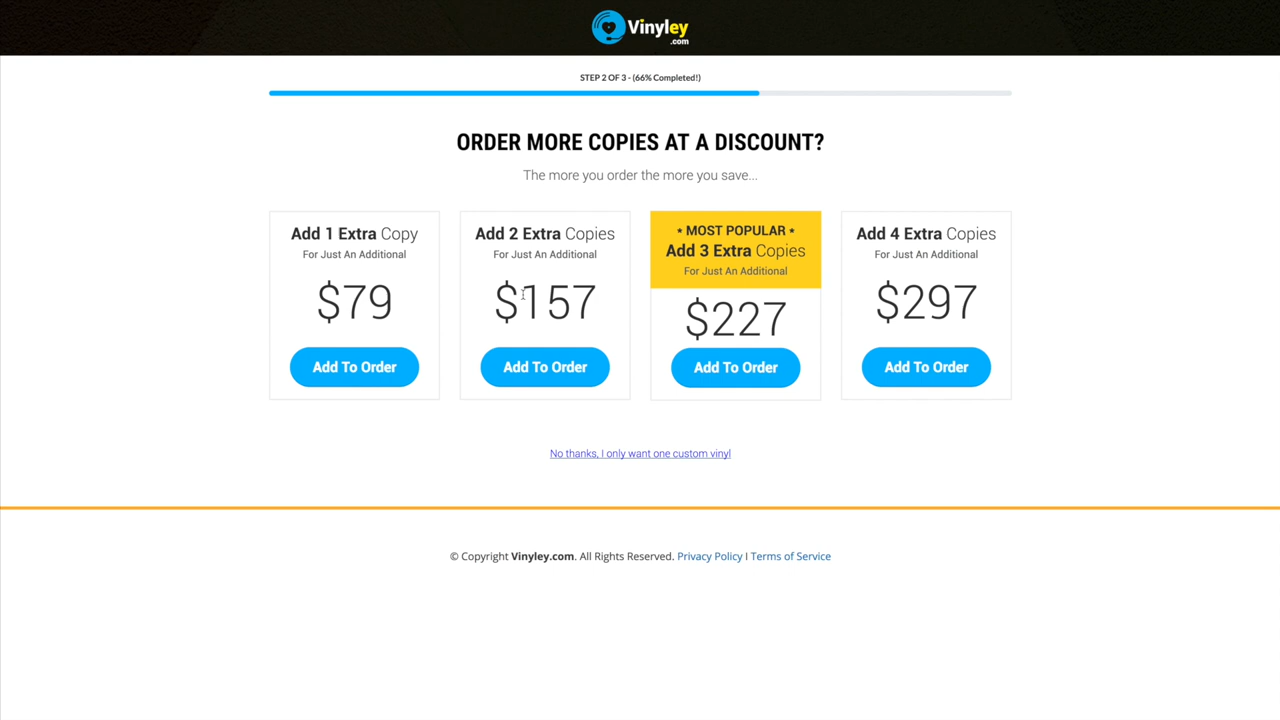 Vinyley
.com
STEP 2 OF 3 - (66% Completed!)
ORDER MORE COPIES AT A DISCOUNT?
The more you order the more you save...
Add 1 Extra Copy
For Just An Additional
$79
Add To Order
Add 2 Extra Copies
For Just An Additional
$157
Add To Order
* MOST POPULAR *
Add 3 Extra Copies
For Just An Additional
$227
Add To Order
Add 4 Extra Copies
For Just An Additional
$297
Add To Order
No thanks, I only want one custom vinyl
© Copyright Vinyley.com. All Rights Reserved. Privacy Policy | Terms of Service